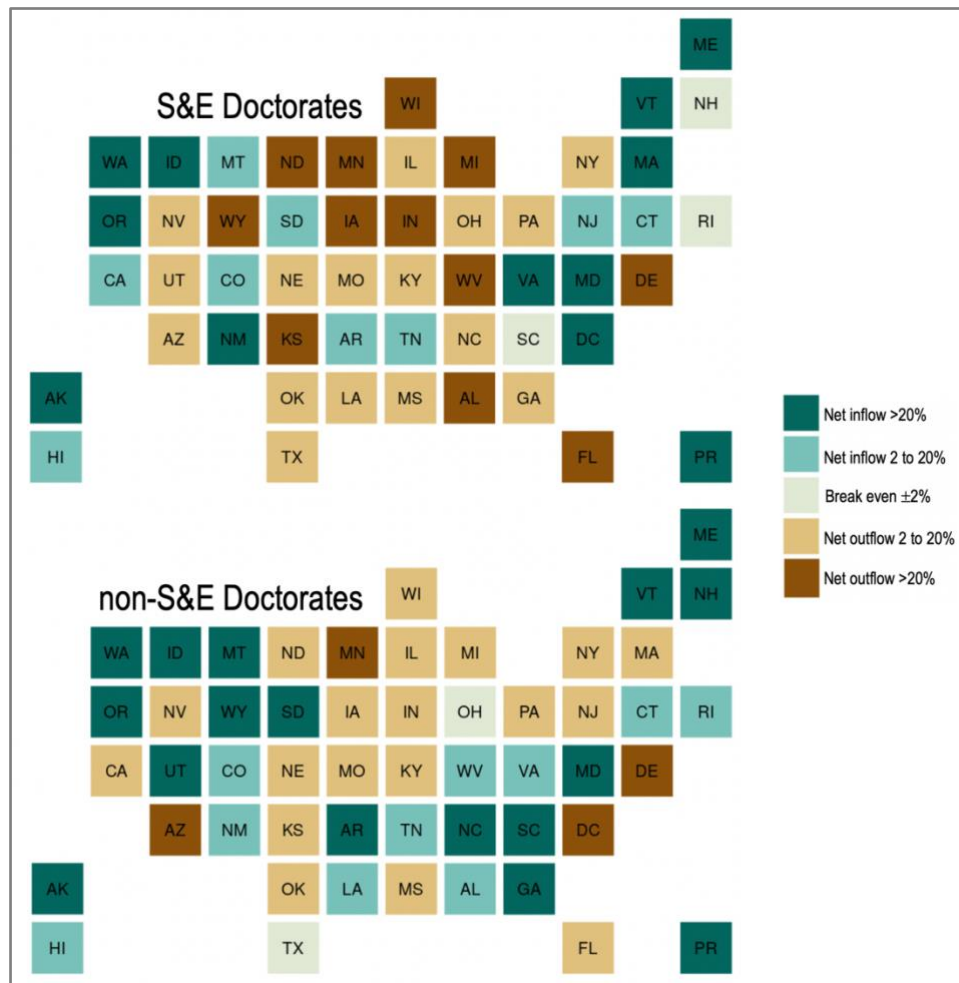 ME
S&E Doctorates WI VT NH
WA ID MT ND MN IL MI NY MA
OR NV WY SD IA IN OH PA NJ CT RI
CA UT CO NE MO KY WV VA MD DE
AZ NM KS AR TN NC SC DC
AK OK LA MS AL GA
HI TX FL PR
Net inflow >20%
Net inflow 2 to 20%
Break even ±2%
Net outflow 2 to 20%
Net outflow >20%
ME
non-S&E Doctorates WI VT NH
WA ID MT ND MN IL MI NY MA
OR NV WY SD IA IN OH PA NJ CT RI
CA UT CO NE MO KY WV VA MD DE
AZ NM KS AR TN NC SC DC
AK OK LA MS AL GA
HI TX FL PR